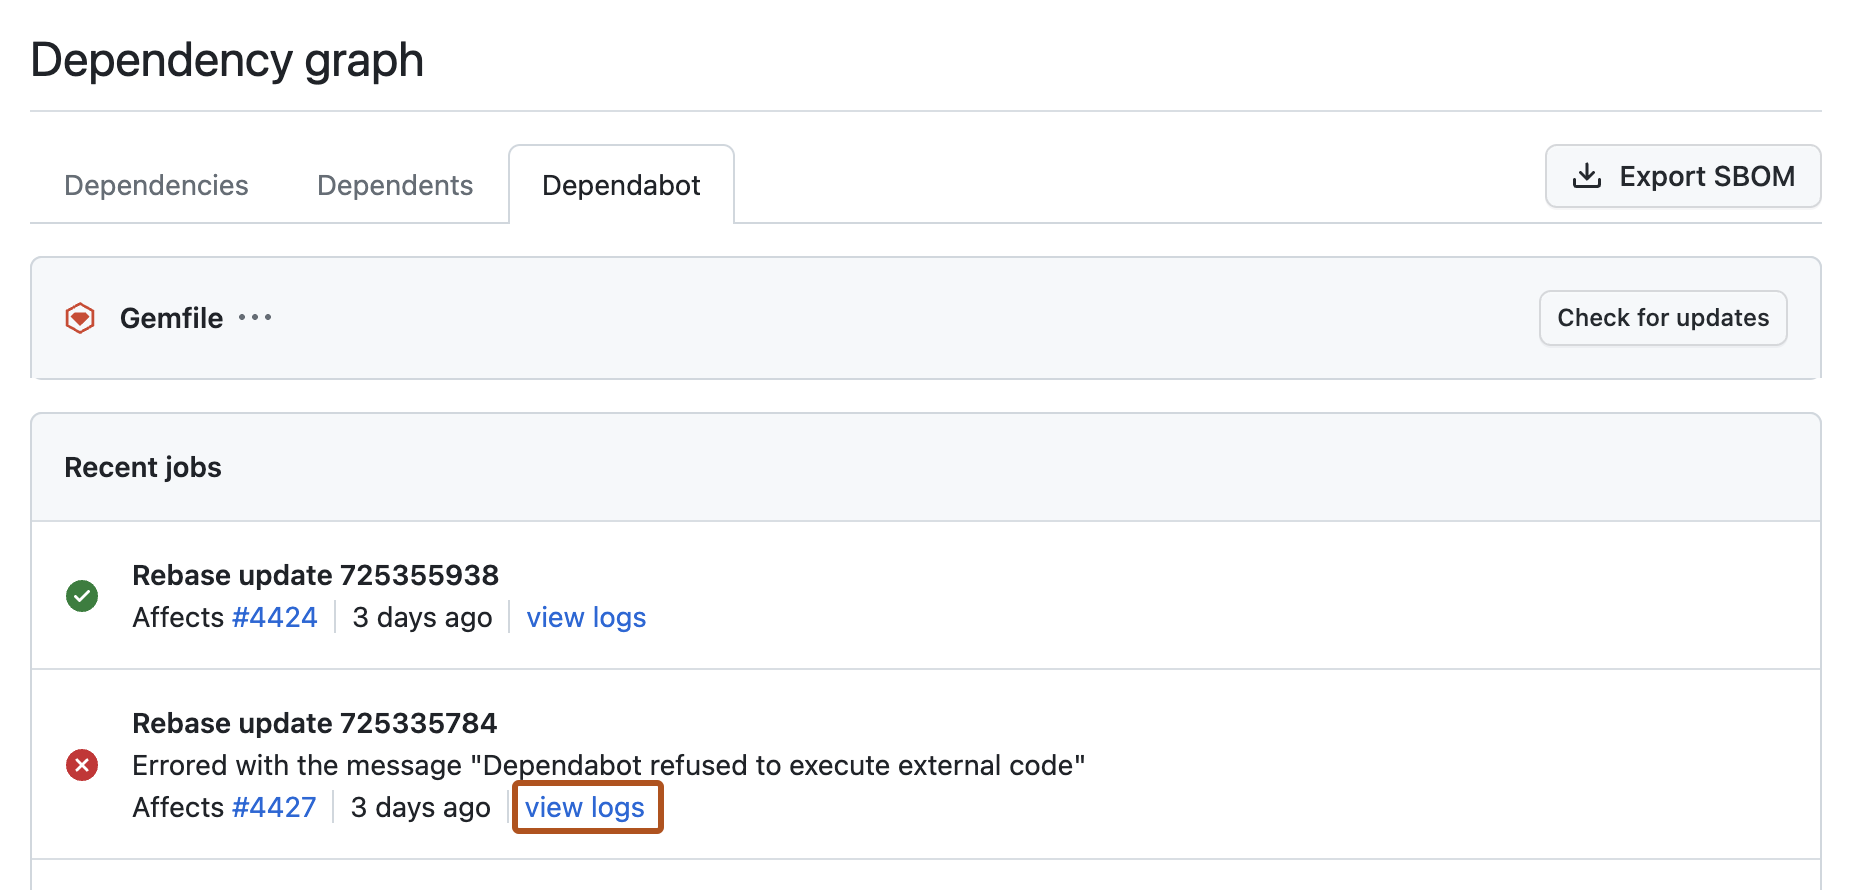 Dependency graph
Dependencies Dependents Dependabot Export SBOM
Gemfile ··· Check for updates
Recent jobs
Rebase update 725355938
Affects #4424 3 days ago view logs
Rebase update 725335784
Errored with the message "Dependabot refused to execute external code"
Affects #4427 3 days ago view logs